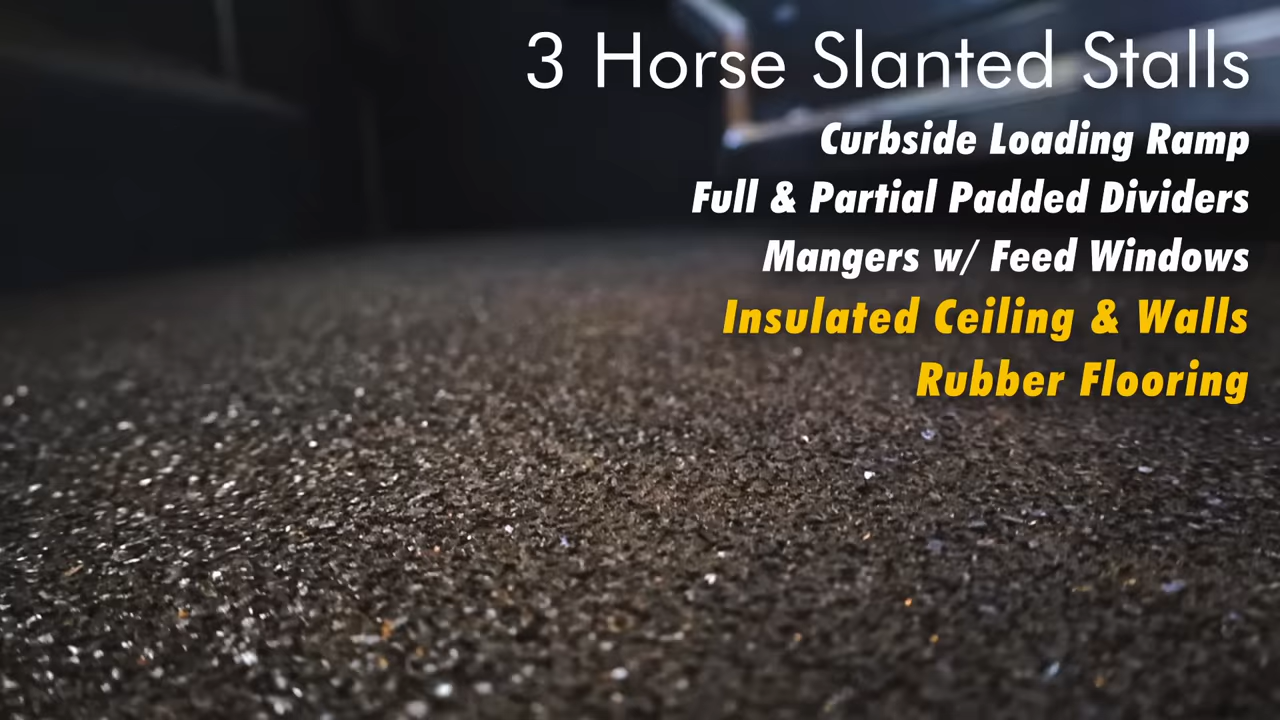 3 Horse Slanted Stalls
Curbside Loading Ramp
Full & Partial Padded Dividers
Mangers w/ Feed Windows
Insulated Ceiling & Walls
Rubber Flooring